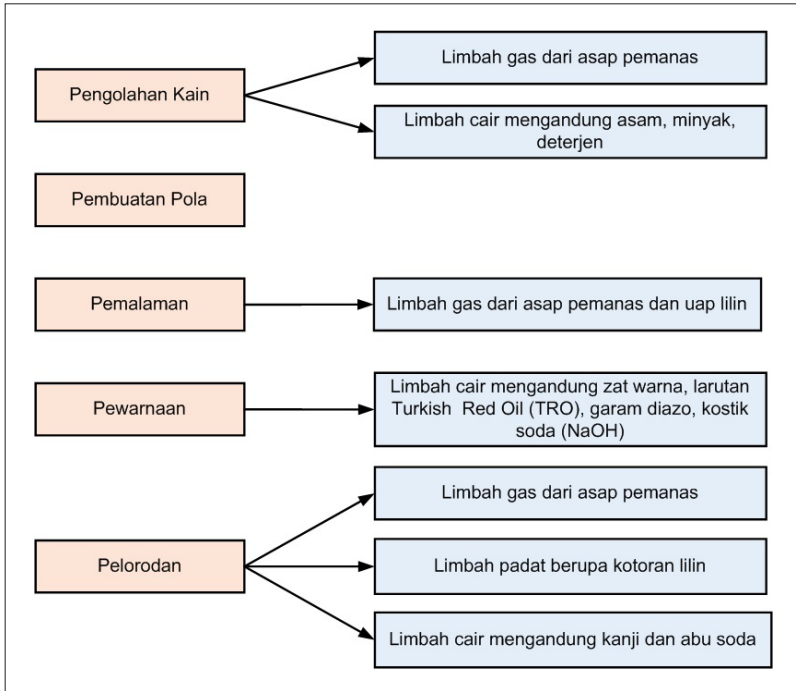 Pengolahan Kain
Limbah gas dari asap pemanas
Limbah cair mengandung asam, minyak,
deterjen
Pembuatan Pola
Pemalaman
Limbah gas dari asap pemanas dan uap lilin
Pewarnaan
Limbah cair mengandung zat warna, larutan
Turkish Red Oil (TRO), garam diazo, kostik
soda (NaOH)
Pelorodan
Limbah gas dari asap pemanas
Limbah padat berupa kotoran lilin
Limbah cair mengandung kanji dan abu soda